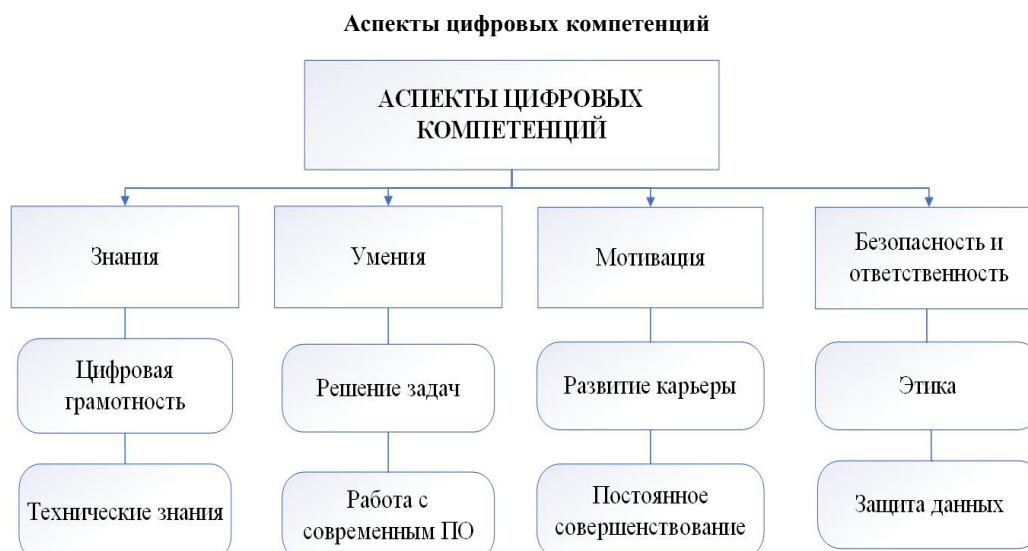 Аспекты цифровых компетенций
АСПЕКТЫ ЦИФРОВЫХ
КОМПЕТЕНЦИЙ
Знания
Умения
Мотивация
Безопасность и
ответственность
Цифровая
грамотность
Решение задач
Развитие карьеры
Этика
Технические знания
Работа с
современным ПО
Постоянное
совершенствование
Защита данных